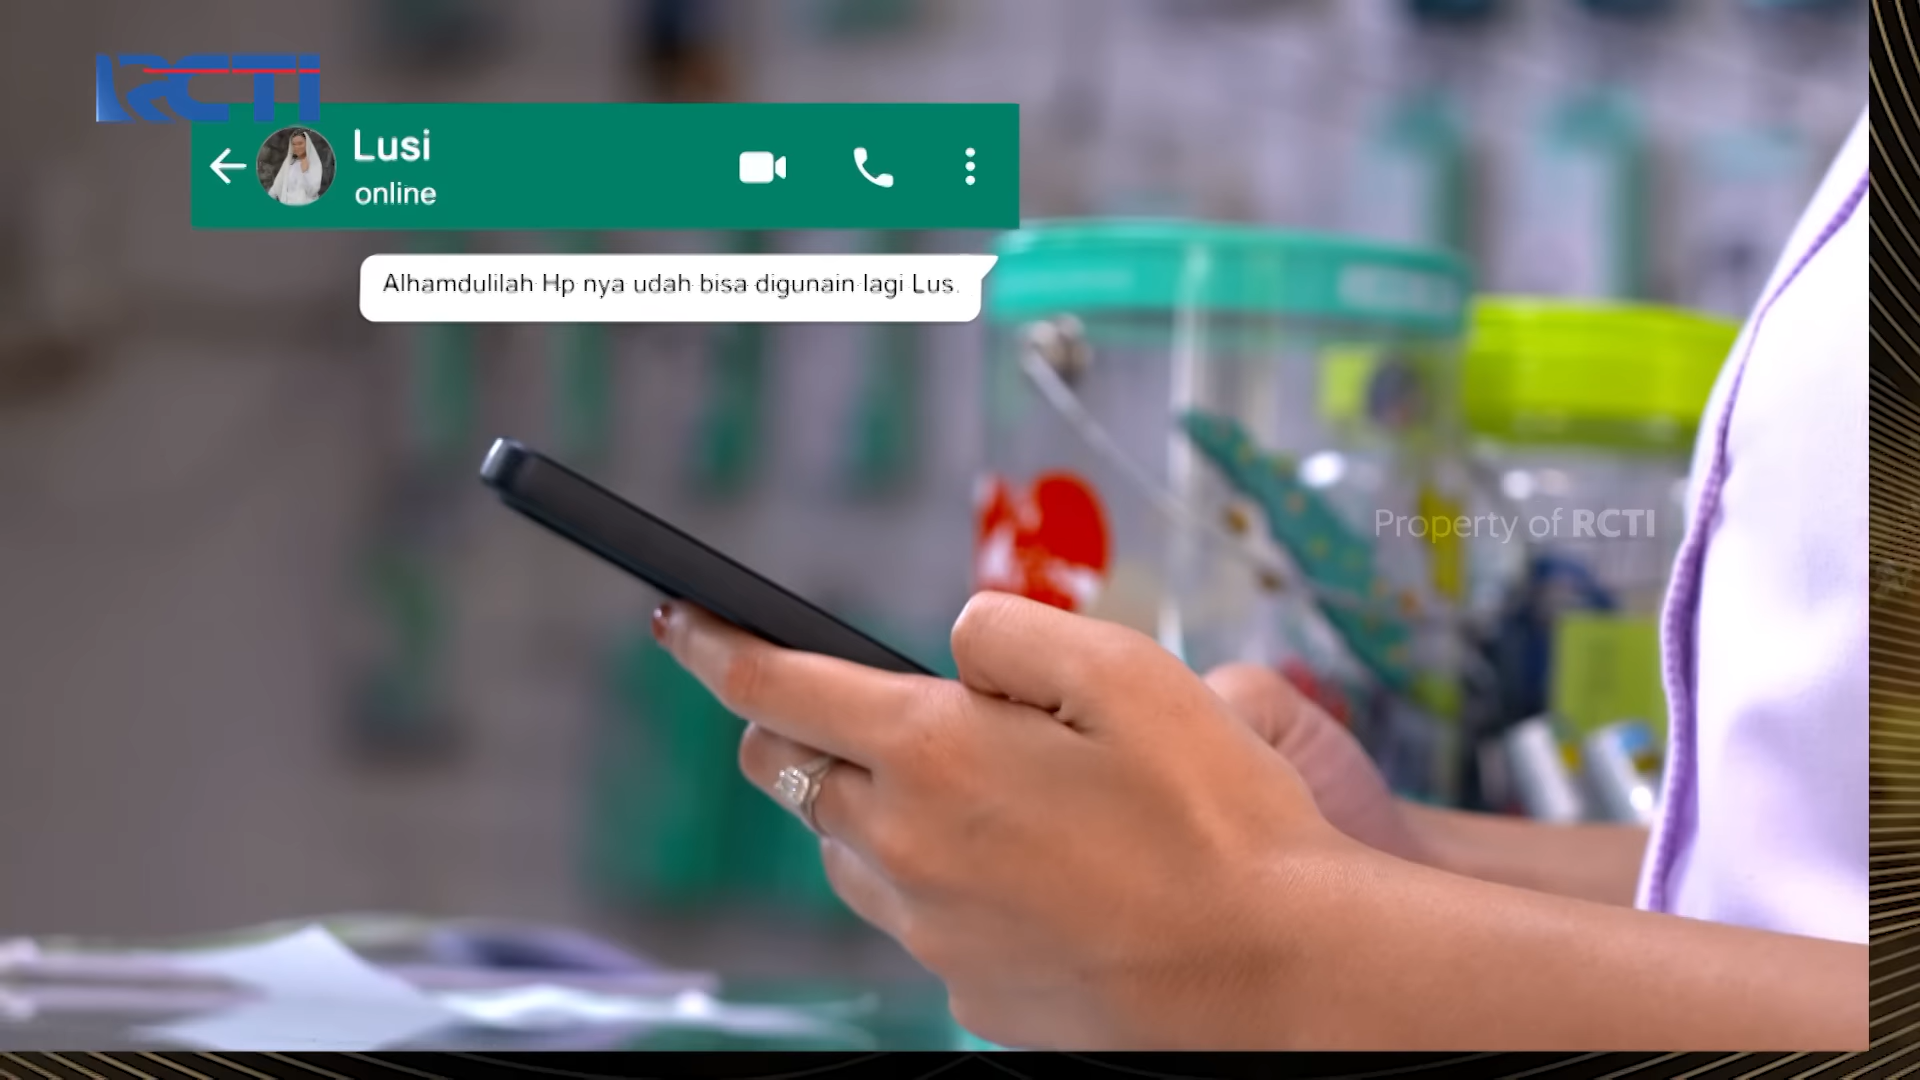 RCTI
Lusi
online
Alhamdulilah Hp nya udah bisa digunain lagi Lus.
Property of RCTI